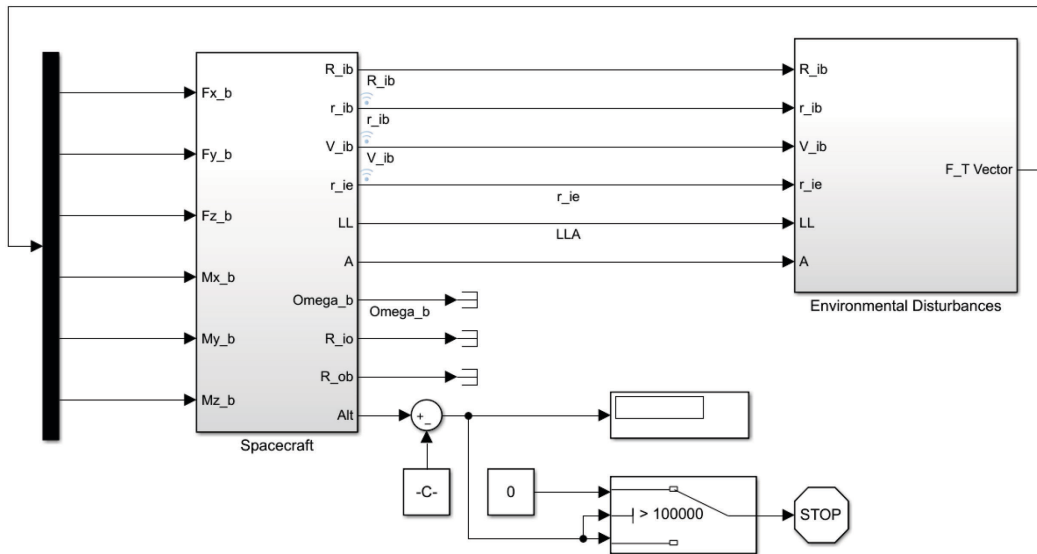 Fx_b
Fy_b
Fz_b
Mx_b
My_b
Mz_b
R_ib
r_ib
V_ib
r_ie
LL
A
Omega_b
R_io
R_ob
Alt
Spacecraft
R_ib
r_ib
V_ib
r_ie
LLA
Omega_b
R_ib
r_ib
V_ib
r_ie
LL
A
F_T Vector
Environmental Disturbances
+
−
-C-
0
> 100000
STOP